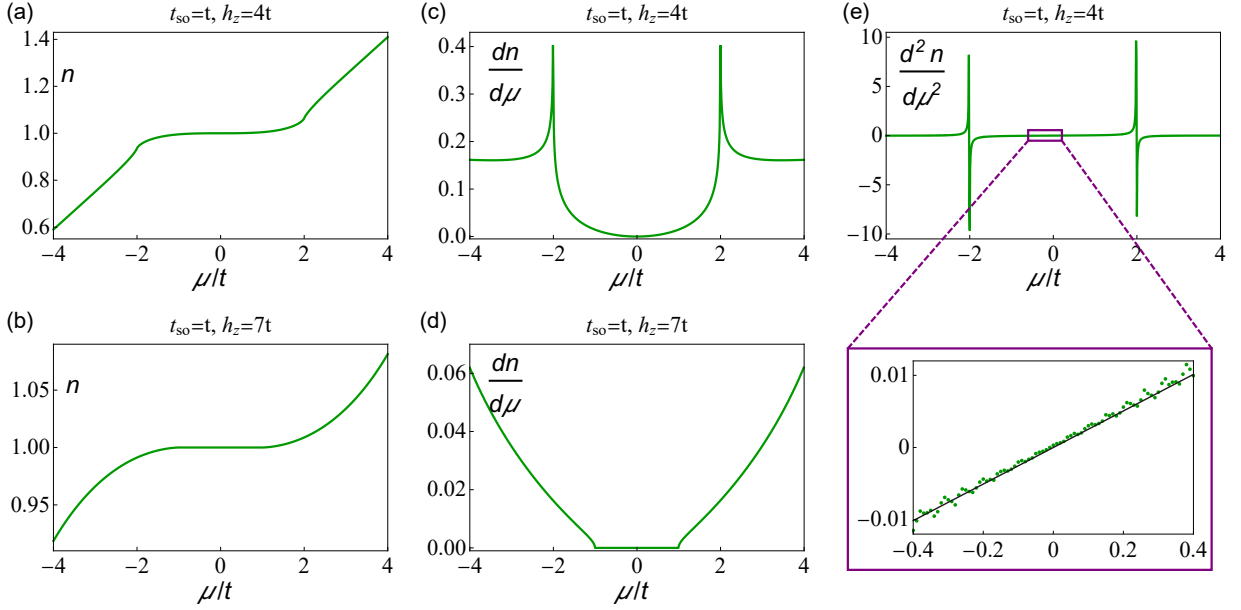 (a)
t_so=t, h_z=4t
n
1.4
1.2
1.0
0.8
0.6
−4 −2 0 2 4
μ/t
(c)
t_so=t, h_z=4t
dn
dμ
0.4
0.3
0.2
0.1
0.0
−4 −2 0 2 4
μ/t
(e)
t_so=t, h_z=4t
d² n
dμ²
10
5
0
−5
−10
−4 −2 0 2 4
μ/t
(b)
t_so=t, h_z=7t
n
1.05
1.00
0.95
−4 −2 0 2 4
μ/t
(d)
t_so=t, h_z=7t
dn
dμ
0.06
0.04
0.02
0.00
−4 −2 0 2 4
μ/t
0.01
0
−0.01
−0.4 −0.2 0 0.2 0.4